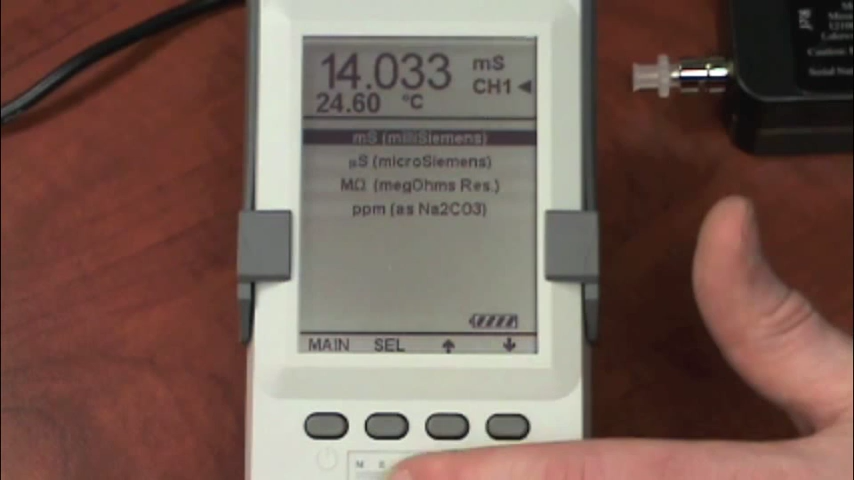 14.033 mS
CH1◄
24.60 °C
mS (milliSiemens)
µS (microSiemens)
MΩ (megOhms Res.)
ppm (as Na2CO3)
MAIN SEL ↑ ↓